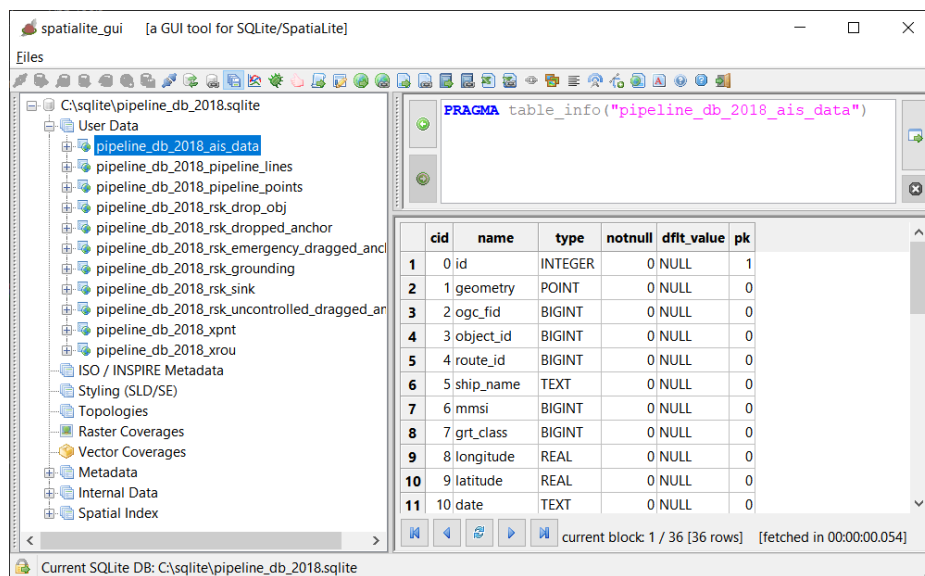 spatialite_gui [a GUI tool for SQLite/SpatiaLite]
Files
C:\sqlite\pipeline_db_2018.sqlite
User Data
pipeline_db_2018_ais_data
pipeline_db_2018_pipeline_lines
pipeline_db_2018_pipeline_points
pipeline_db_2018_rsk_drop_obj
pipeline_db_2018_rsk_dropped_anchor
pipeline_db_2018_rsk_emergency_dragged_ancl
pipeline_db_2018_rsk_grounding
pipeline_db_2018_rsk_sink
pipeline_db_2018_rsk_uncontrolled_dragged_ar
pipeline_db_2018_xpnt
pipeline_db_2018_xrou
ISO / INSPIRE Metadata
Styling (SLD/SE)
Topologies
Raster Coverages
Vector Coverages
Metadata
Internal Data
Spatial Index
PRAGMA table_info("pipeline_db_2018_ais_data")
cid name type notnull dflt_value pk
1 0 id INTEGER 0 NULL 1
2 1 geometry POINT 0 NULL 0
3 2 ogc_fid BIGINT 0 NULL 0
4 3 object_id BIGINT 0 NULL 0
5 4 route_id BIGINT 0 NULL 0
6 5 ship_name TEXT 0 NULL 0
7 6 mmsi BIGINT 0 NULL 0
8 7 grt_class BIGINT 0 NULL 0
9 8 longitude REAL 0 NULL 0
10 9 latitude REAL 0 NULL 0
11 10 date TEXT 0 NULL 0
current block: 1 / 36 [36 rows] [fetched in 00:00:00.054]
Current SQLite DB: C:\sqlite\pipeline_db_2018.sqlite